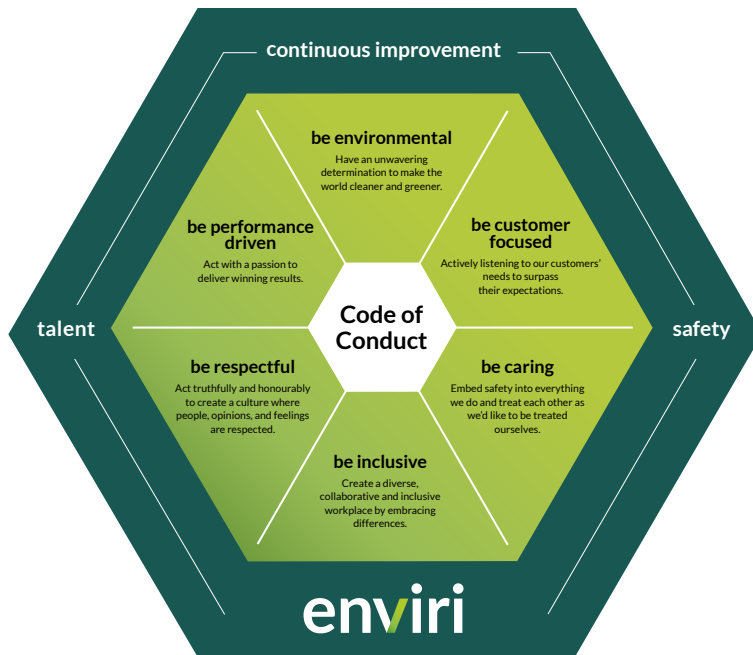 continuous improvement
be environmental
Have an unwavering
determination to make the
world cleaner and greener.
be performance
driven
Act with a passion to
deliver winning results.
be customer
focused
Actively listening to our customers’
needs to surpass
their expectations.
talent
Code of
Conduct
safety
be respectful
Act truthfully and honourably
to create a culture where
people, opinions, and feelings
are respected.
be caring
Embed safety into everything
we do and treat each other as
we’d like to be treated
ourselves.
be inclusive
Create a diverse,
collaborative and inclusive
workplace by embracing
differences.
enviri